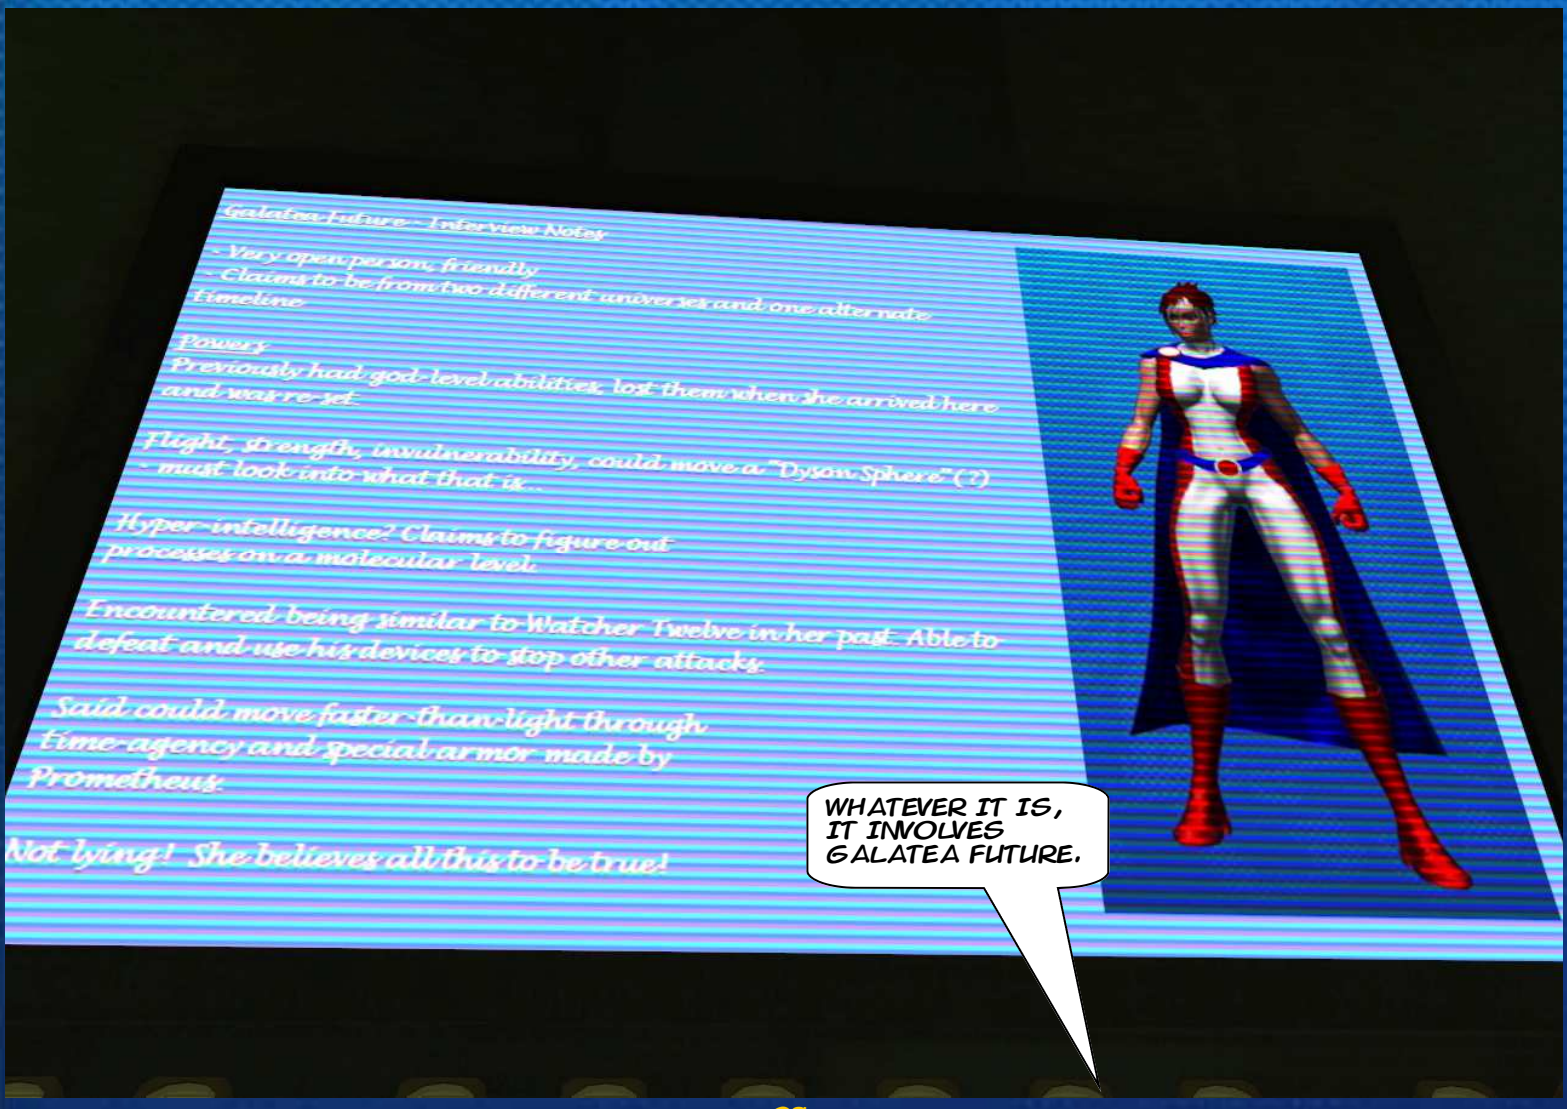 Galatea Future - Interview Notes
- Very open person, friendly
- Claims to be from two different universes and one alternate
timeline
Powers
Previously had god-level abilities, lost them when she arrived here
and was re-set.
Flight, strength, invulnerability, could move a "Dyson Sphere"(?)
- must look into what that is...
Hyper-intelligence? Claims to figure out
processes on a molecular level.
Encountered being similar to Watcher Twelve in her past. Able to
defeat and use his devices to stop other attacks.
Said could move faster-than-light through
time-agency and special armor made by
Prometheus.
Not lying! She believes all this to be true!
WHATEVER IT IS,
IT INVOLVES
GALATEA FUTURE.